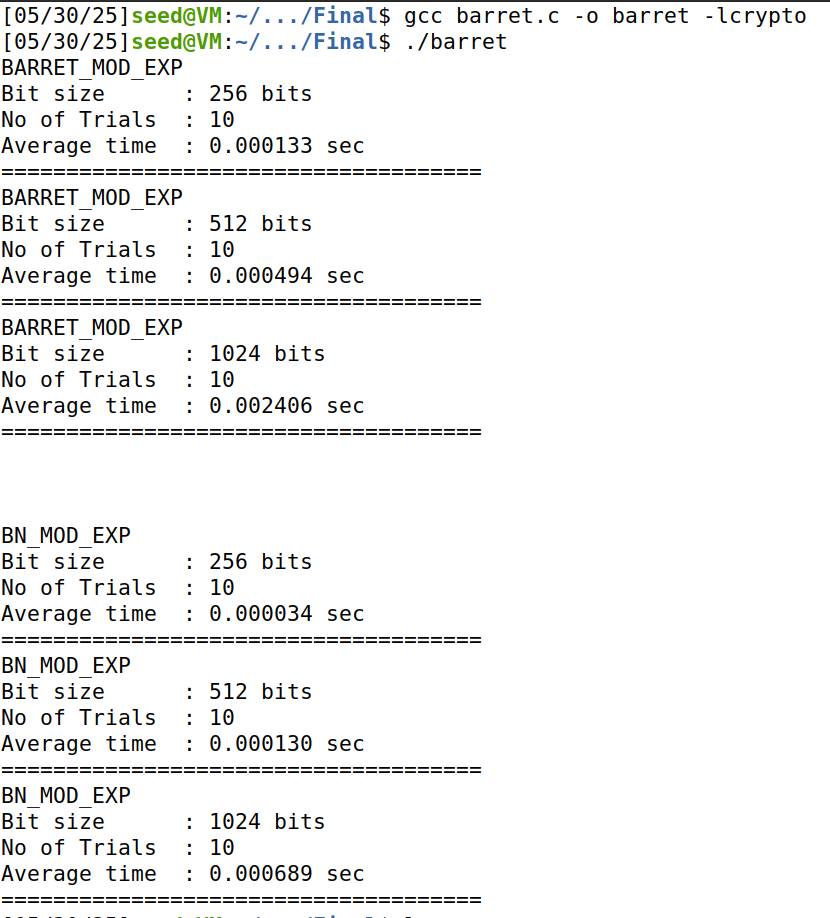 [05/30/25]seed@VM:~/.../Final$ gcc barret.c -o barret -lcrypto
[05/30/25]seed@VM:~/.../Final$ ./barret
BARRET_MOD_EXP
Bit size      : 256 bits
No of Trials  : 10
Average time  : 0.000133 sec
=====================================
BARRET_MOD_EXP
Bit size      : 512 bits
No of Trials  : 10
Average time  : 0.000494 sec
=====================================
BARRET_MOD_EXP
Bit size      : 1024 bits
No of Trials  : 10
Average time  : 0.002406 sec
=====================================
BN_MOD_EXP
Bit size      : 256 bits
No of Trials  : 10
Average time  : 0.000034 sec
=====================================
BN_MOD_EXP
Bit size      : 512 bits
No of Trials  : 10
Average time  : 0.000130 sec
=====================================
BN_MOD_EXP
Bit size      : 1024 bits
No of Trials  : 10
Average time  : 0.000689 sec
=====================================